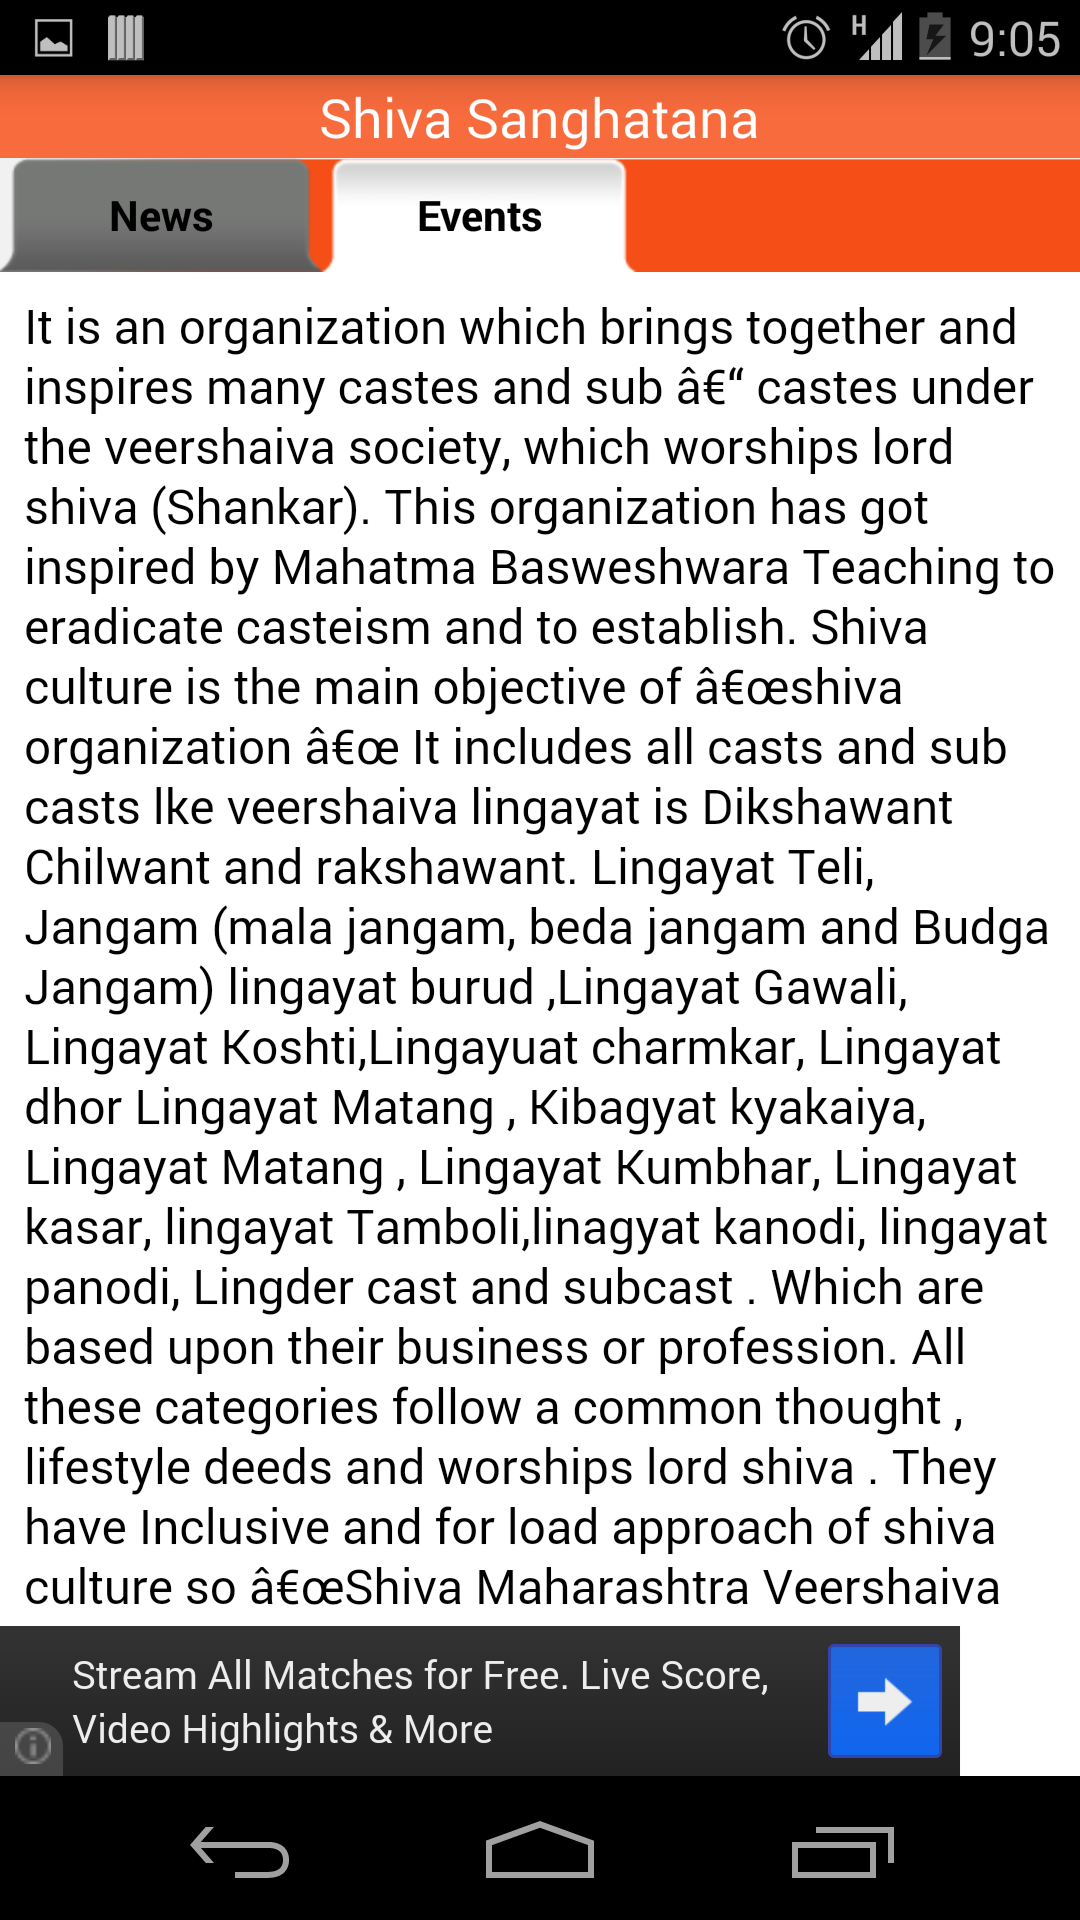 H 9:05
Shiva Sanghatana
News Events
It is an organization which brings together and
inspires many castes and sub â€“ castes under
the veershaiva society, which worships lord
shiva (Shankar). This organization has got
inspired by Mahatma Basweshwara Teaching to
eradicate casteism and to establish. Shiva
culture is the main objective of â€œshiva
organization â€œ It includes all casts and sub
casts lke veershaiva lingayat is Dikshawant
Chilwant and rakshawant. Lingayat Teli,
Jangam (mala jangam, beda jangam and Budga
Jangam) lingayat burud ,Lingayat Gawali,
Lingayat Koshti,Lingayuat charmkar, Lingayat
dhor Lingayat Matang , Kibagyat kyakaiya,
Lingayat Matang , Lingayat Kumbhar, Lingayat
kasar, lingayat Tamboli,linagyat kanodi, lingayat
panodi, Lingder cast and subcast . Which are
based upon their business or profession. All
these categories follow a common thought ,
lifestyle deeds and worships lord shiva . They
have Inclusive and for load approach of shiva
culture so â€œShiva Maharashtra Veershaiva
Stream All Matches for Free. Live Score,
Video Highlights & More